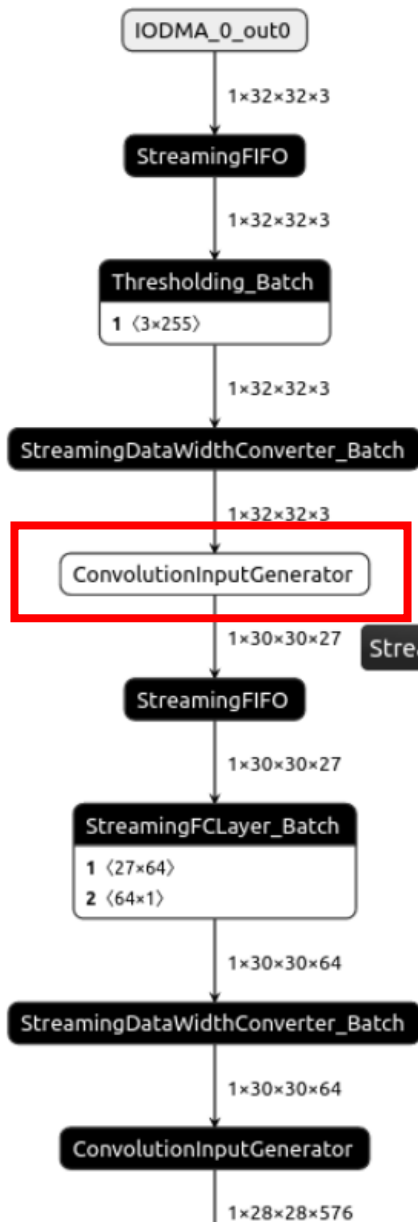 IODMA_0_out0
1×32×32×3
StreamingFIFO
1×32×32×3
Thresholding_Batch
1 〈3×255〉
1×32×32×3
StreamingDataWidthConverter_Batch
1×32×32×3
ConvolutionInputGenerator
1×30×30×27
Strea
StreamingFIFO
1×30×30×27
StreamingFCLayer_Batch
1 〈27×64〉
2 〈64×1〉
1×30×30×64
StreamingDataWidthConverter_Batch
1×30×30×64
ConvolutionInputGenerator
1×28×28×576